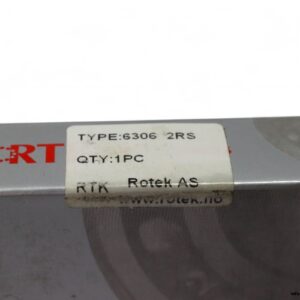 TYPE:6306 2RS
QTY:1PC
RTK Rotek AS
www.rotek.no